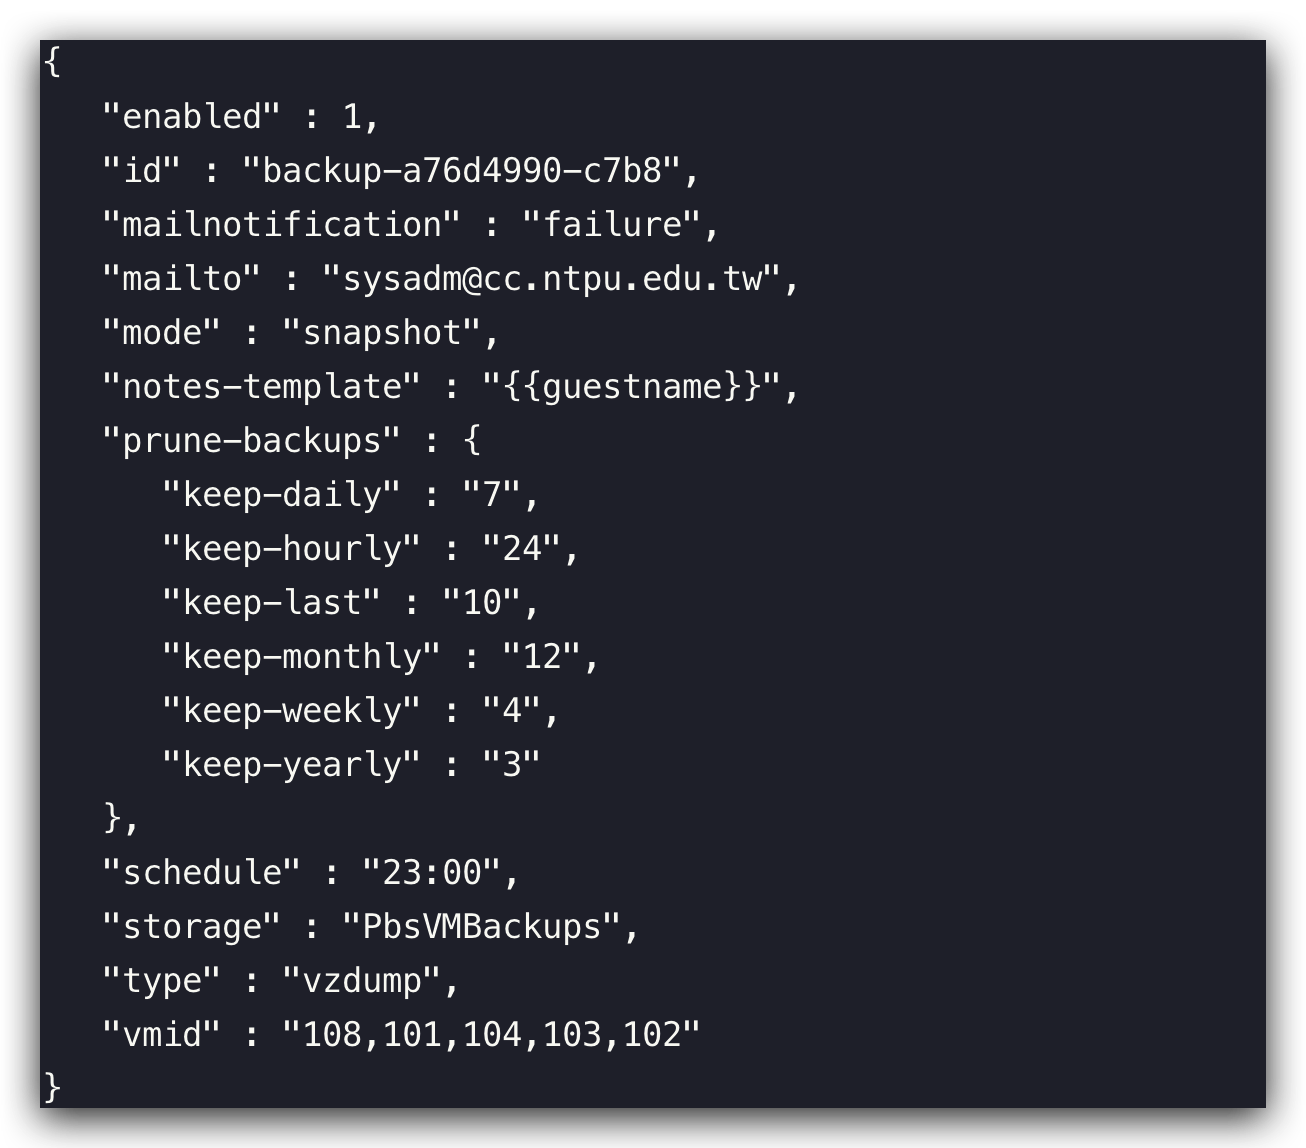 {
   "enabled" : 1,
   "id" : "backup-a76d4990-c7b8",
   "mailnotification" : "failure",
   "mailto" : "sysadm@cc.ntpu.edu.tw",
   "mode" : "snapshot",
   "notes-template" : "{{guestname}}",
   "prune-backups" : {
      "keep-daily" : "7",
      "keep-hourly" : "24",
      "keep-last" : "10",
      "keep-monthly" : "12",
      "keep-weekly" : "4",
      "keep-yearly" : "3"
   },
   "schedule" : "23:00",
   "storage" : "PbsVMBackups",
   "type" : "vzdump",
   "vmid" : "108,101,104,103,102"
}